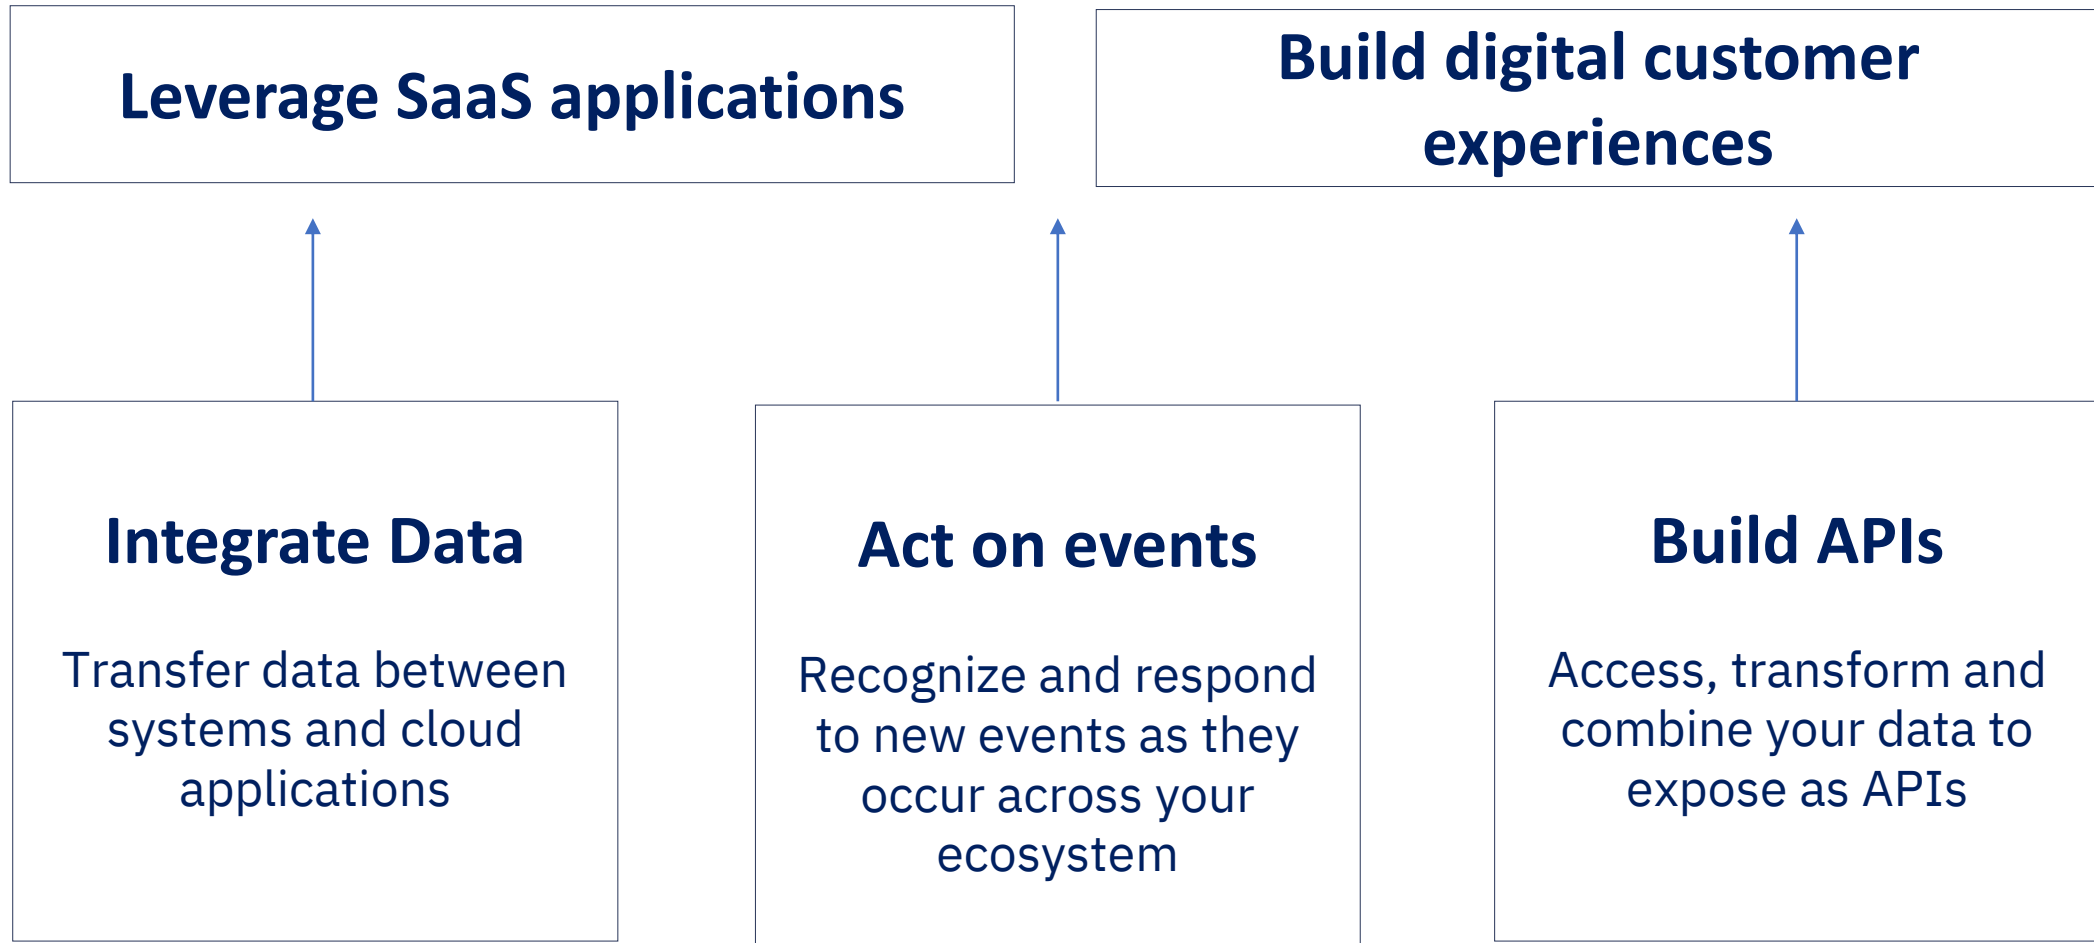 Leverage SaaS applications
Build digital customer
experiences
Integrate Data
Transfer data between
systems and cloud
applications
Act on events
Recognize and respond
to new events as they
occur across your
ecosystem
Build APIs
Access, transform and
combine your data to
expose as APIs